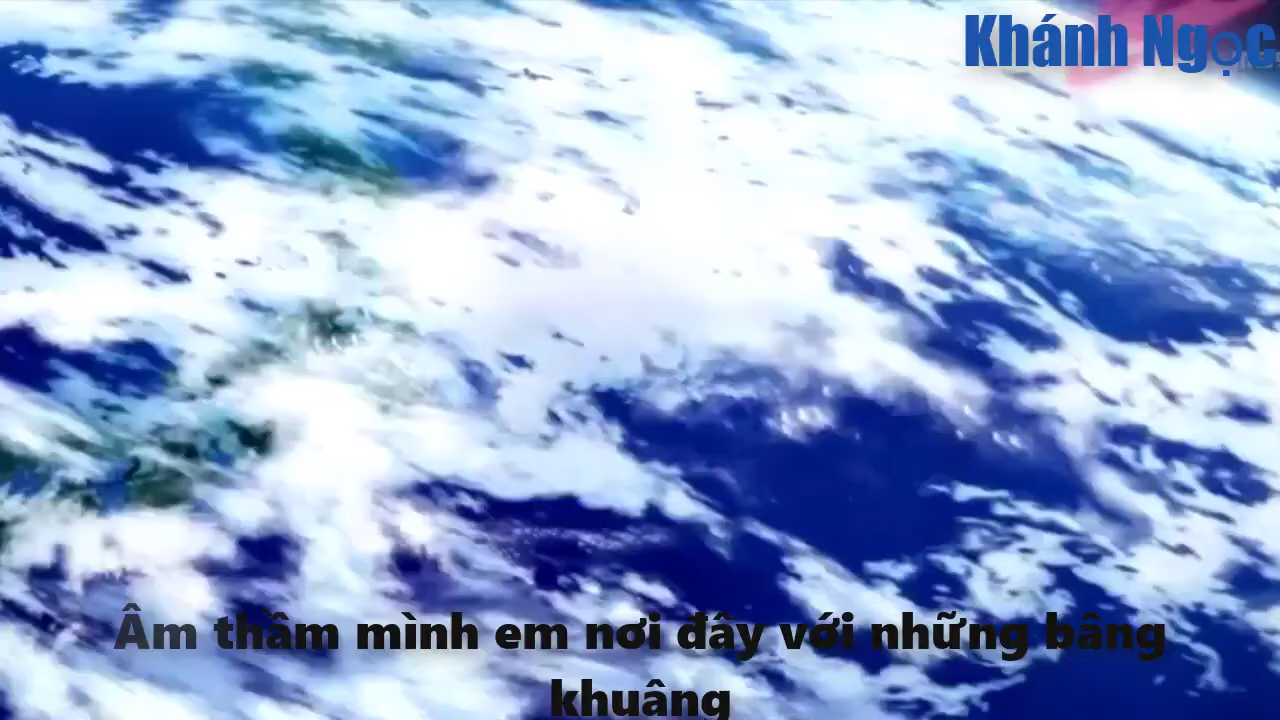 Khánh Ngọc
Âm thầm mình em nơi đây với những bâng
khuâng